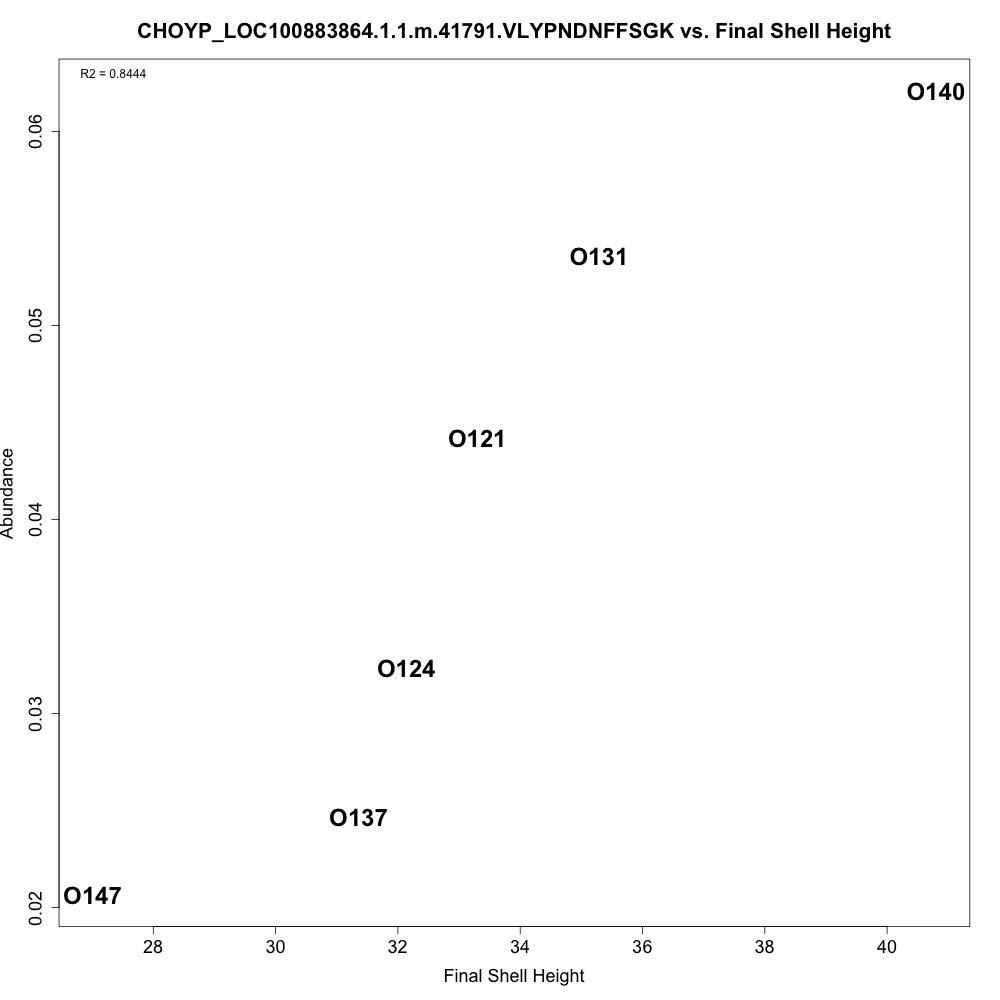 CHOYP_LOC100883864.1.1.m.41791.VLYPNDNFFSGK vs. Final Shell Height
R2 = 0.8444
O140
0.06
O131
0.05
O121
Abundance
0.04
O124
0.03
O137
O147
0.02
28 30 32 34 36 38 40
Final Shell Height